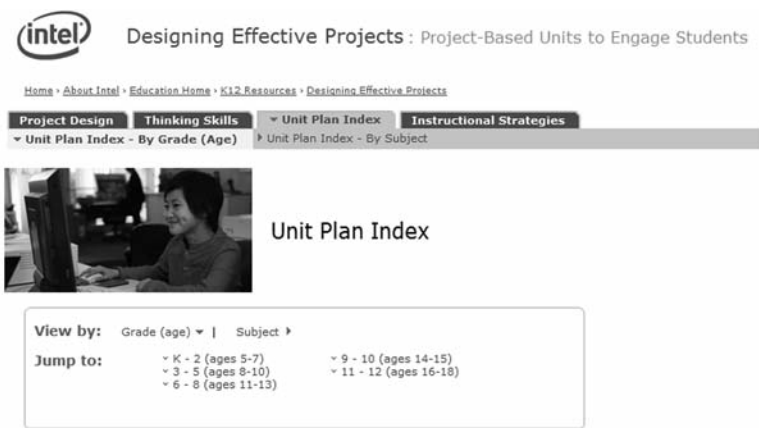 intel
Designing Effective Projects : Project-Based Units to Engage Students
Home › About Intel › Education Home › K12 Resources › Designing Effective Projects
Project Design Thinking Skills Unit Plan Index Instructional Strategies
Unit Plan Index - By Grade (Age) Unit Plan Index - By Subject
Unit Plan Index
View by: Grade (age) | Subject
Jump to: K - 2 (ages 5-7) 9 - 10 (ages 14-15)
3 - 5 (ages 8-10) 11 - 12 (ages 16-18)
6 - 8 (ages 11-13)